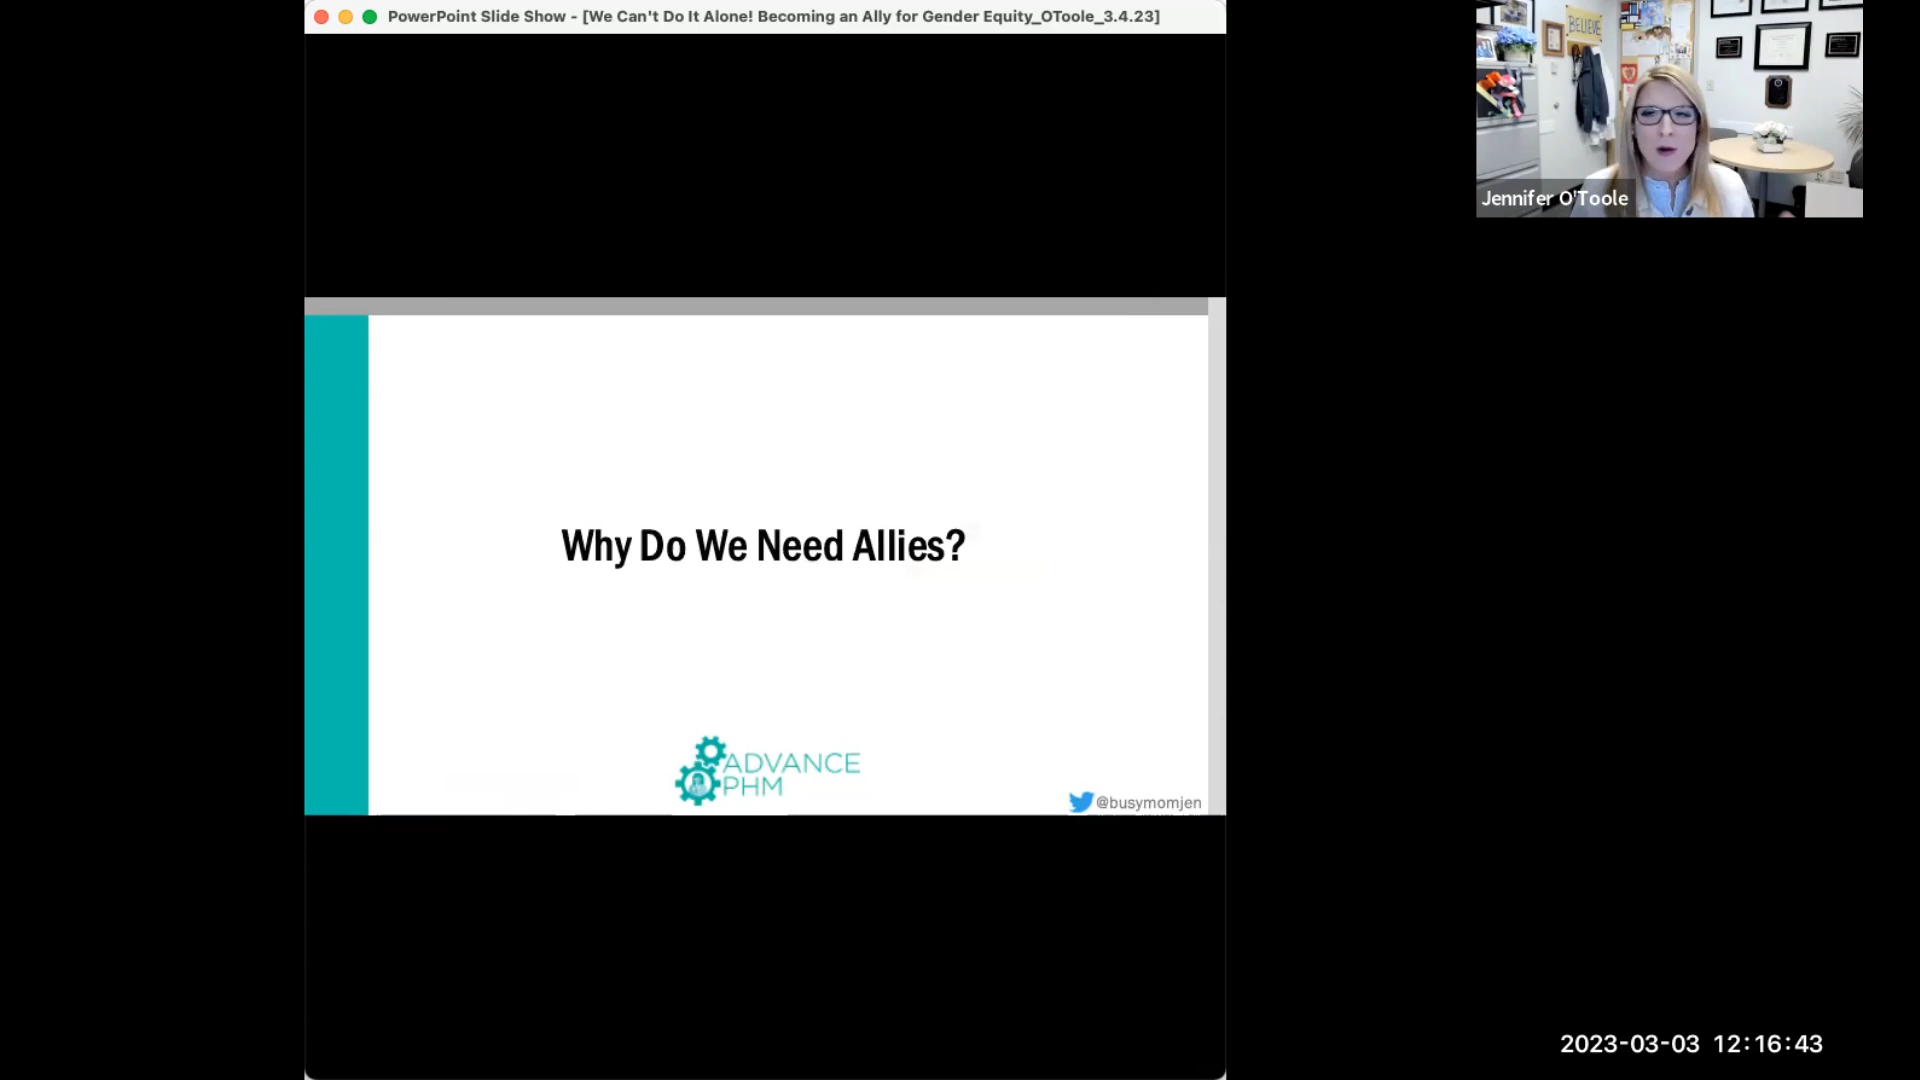 PowerPoint Slide Show - [We Can't Do It Alone! Becoming an Ally for Gender Equity_OToole_3.4.23]
BELIEVE
Jennifer O'Toole
Why Do We Need Allies?
ADVANCE
PHM
@busymomjen
2023-03-03 12:16:43